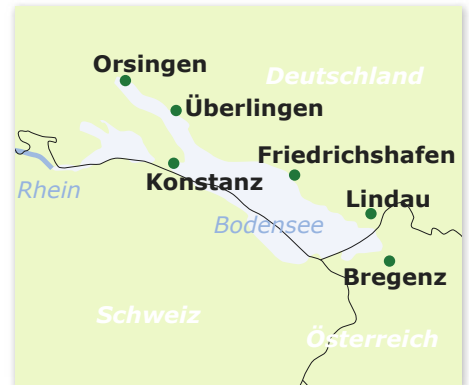 Orsingen
Deutschland
Überlingen
Friedrichshafen
Konstanz
Rhein
Lindau
Bodensee
Bregenz
Schweiz
Österreich